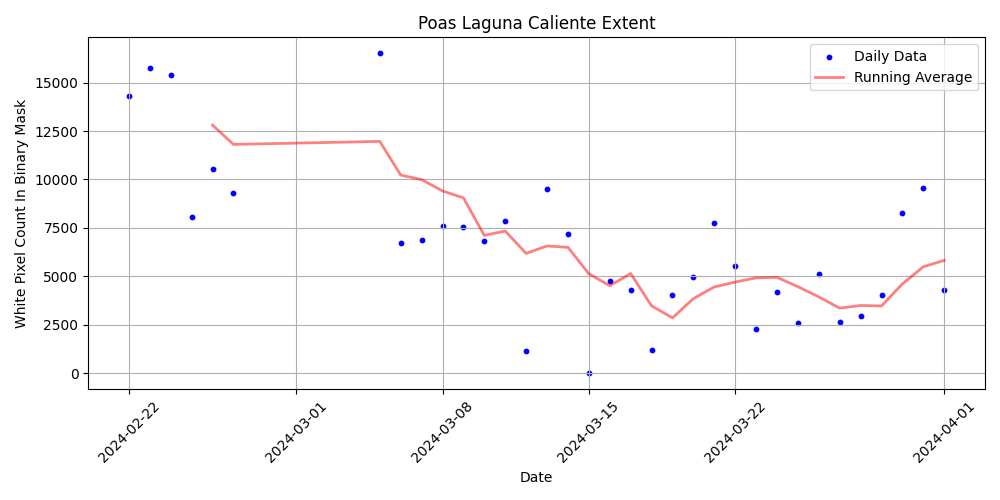 Poas Laguna Caliente Extent
Daily Data
Running Average
White Pixel Count In Binary Mask
15000
12500
10000
7500
5000
2500
0
2024-02-22
2024-03-01
2024-03-08
2024-03-15
2024-03-22
2024-04-01
Date